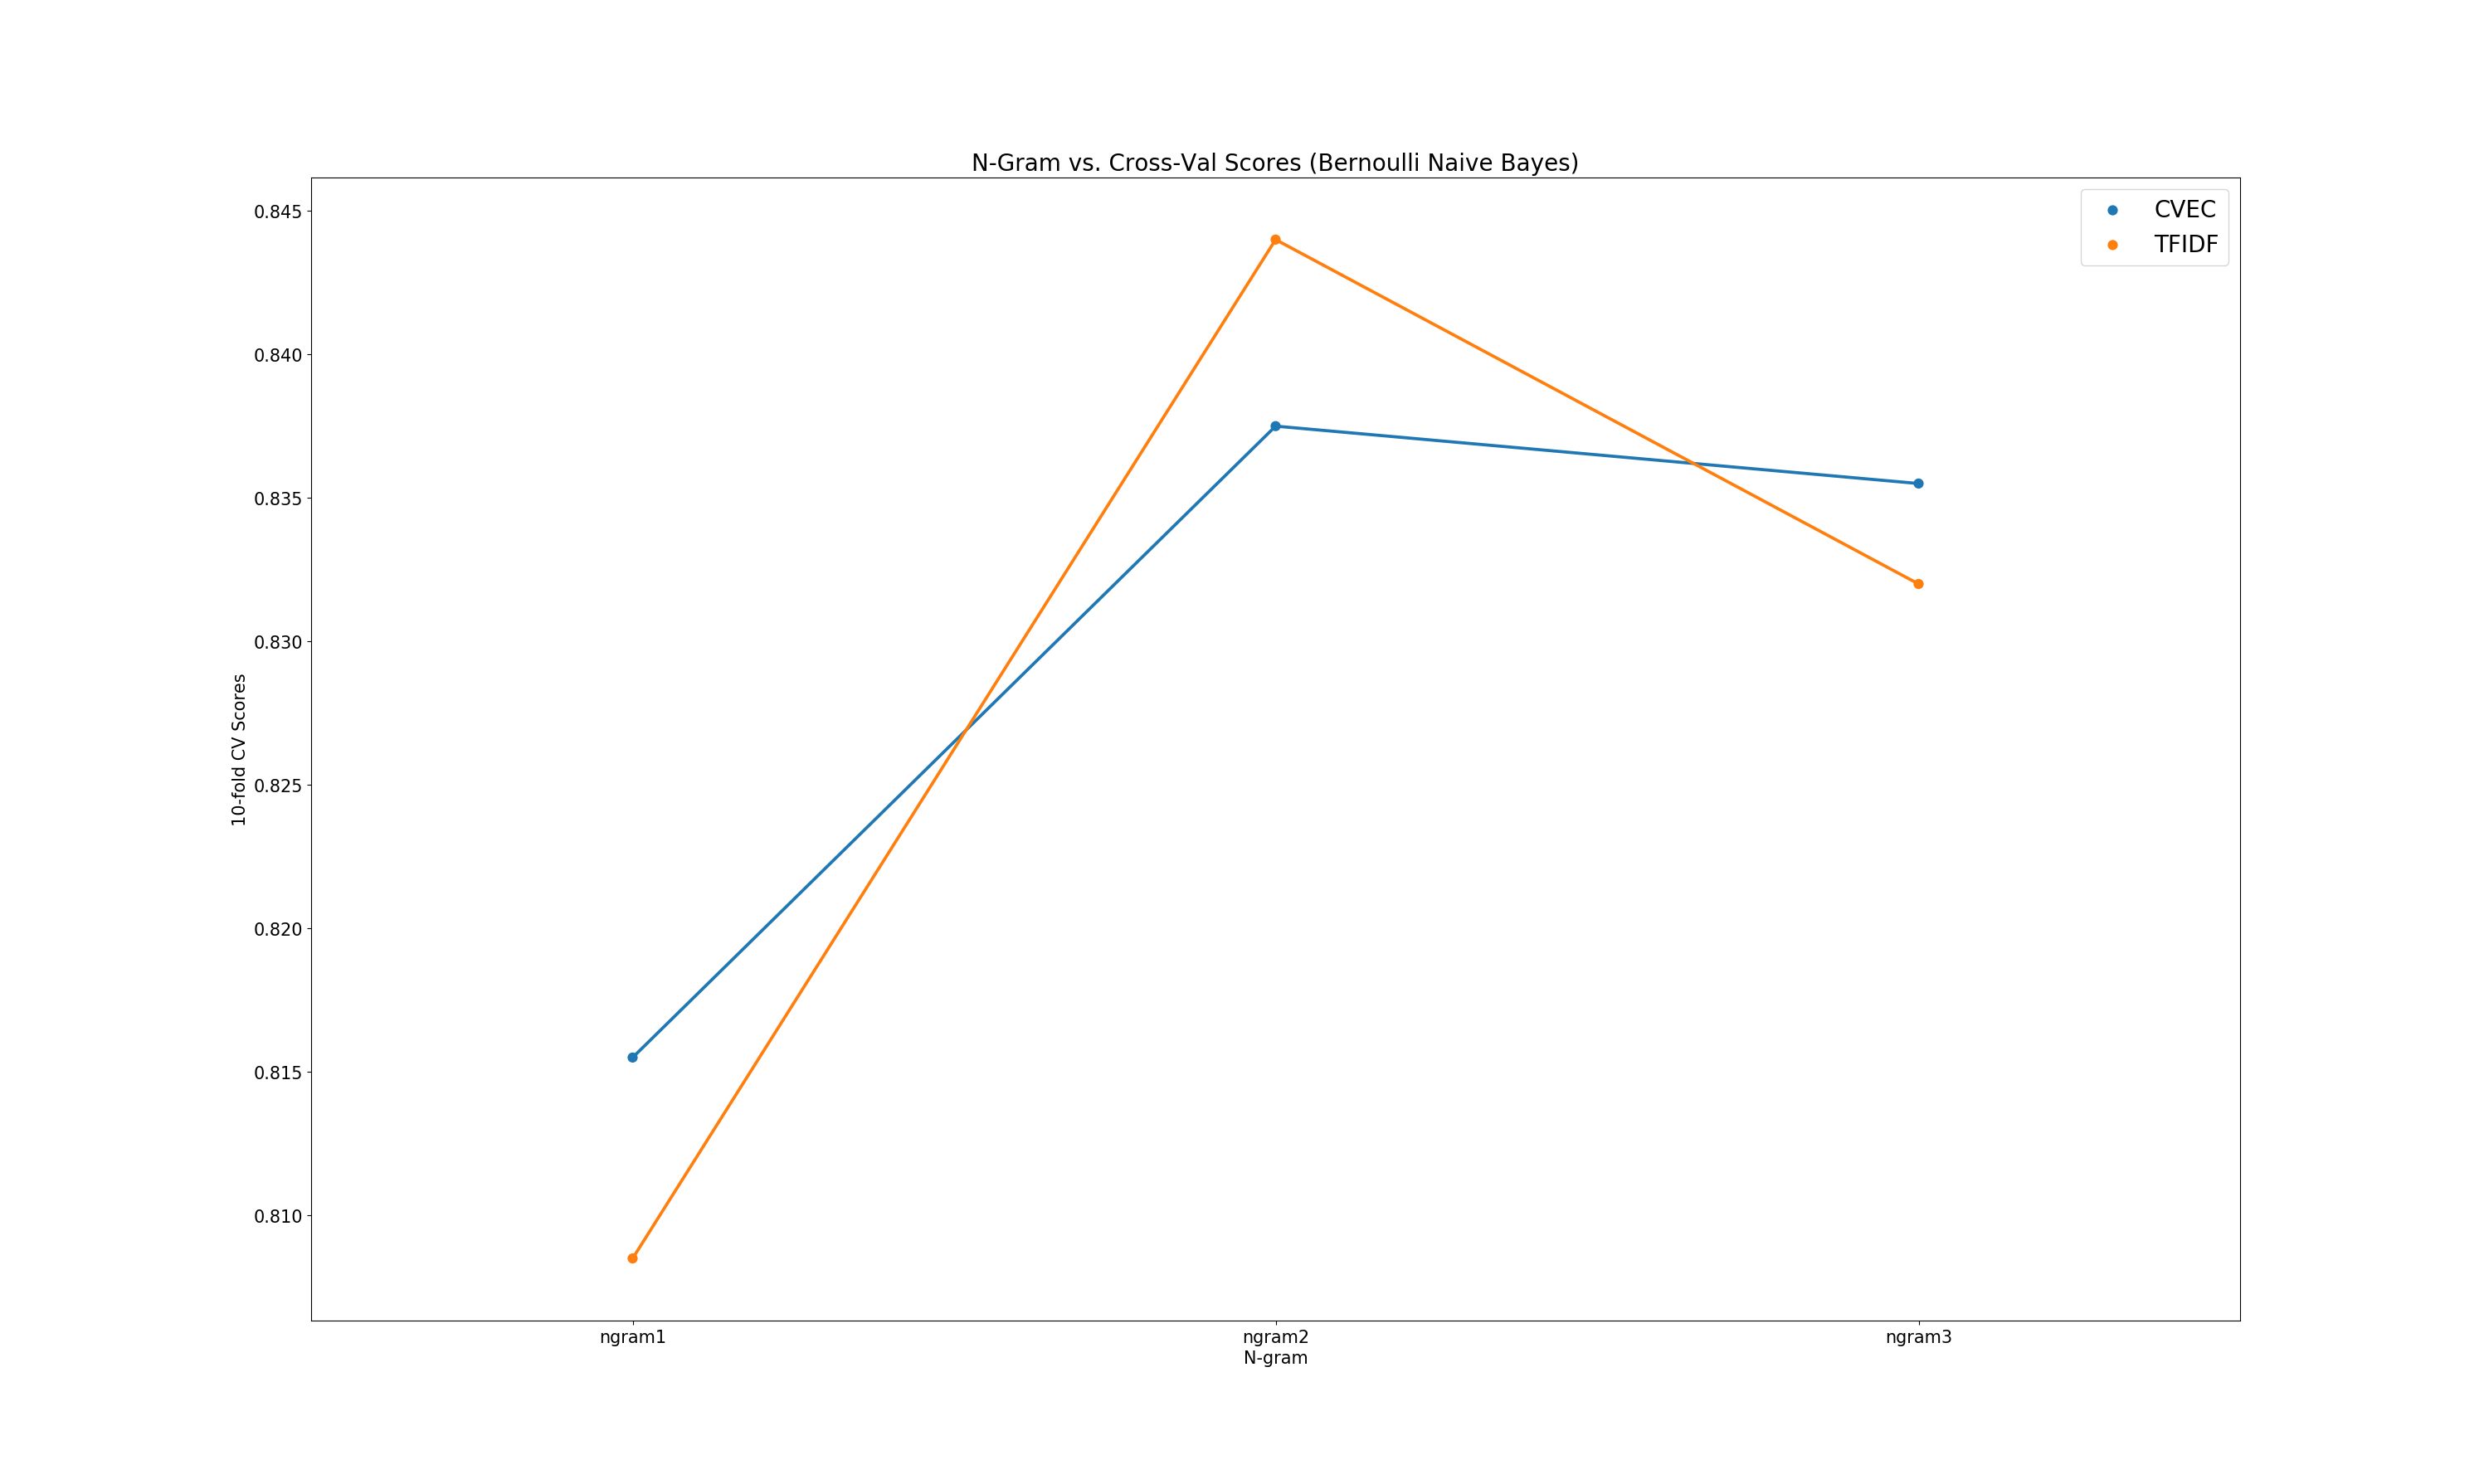 N-Gram vs. Cross-Val Scores (Bernoulli Naive Bayes)
CVEC
TFIDF
0.845
0.840
0.835
0.830
0.825
0.820
0.815
0.810
10-fold CV Scores
ngram1
ngram2
ngram3
N-gram